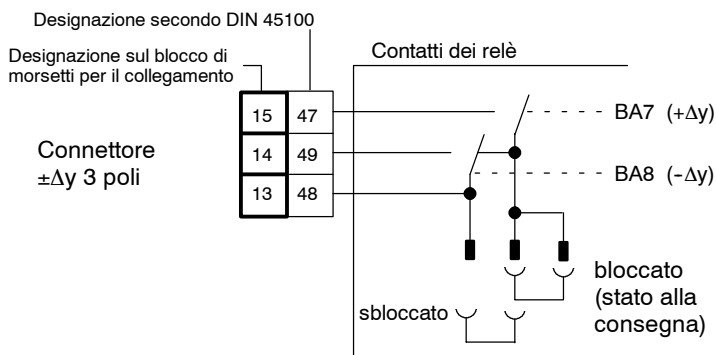 Designazione secondo DIN 45100
Designazione sul blocco di
morsetti per il collegamento
Contatti dei relè
15 47
BA7 (+Δy)
Connettore
±Δy 3 poli
14 49
BA8 (-Δy)
13 48
bloccato
(stato alla
consegna)
sbloccato